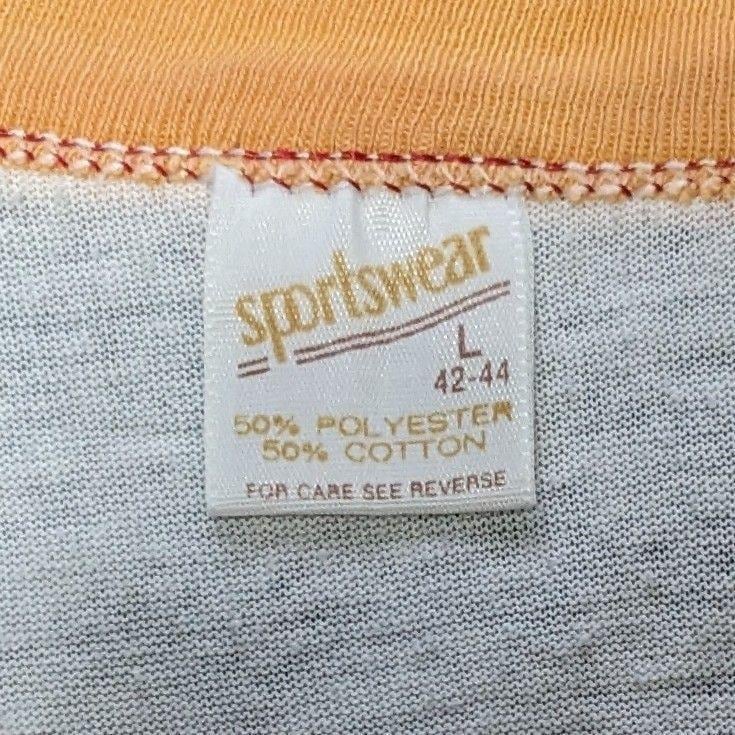 sportswear
L
42-44
50% POLYESTER
50% COTTON
FOR CARE SEE REVERSE